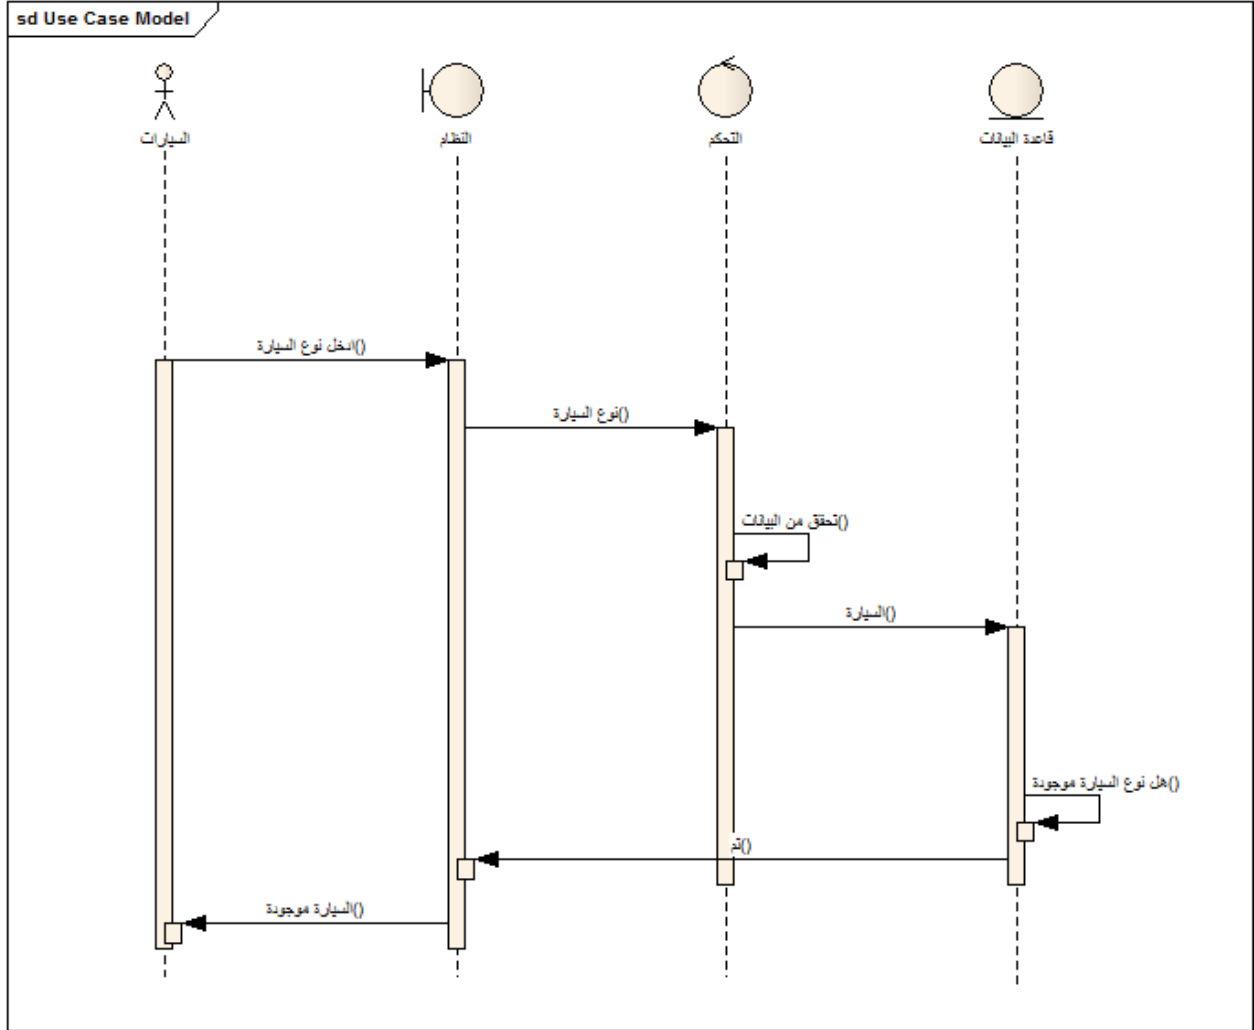 sd Use Case Model
السيارات
النظام
التحكم
قاعدة البيانات
ادخل نوع السيارة()
نوع السيارة()
تحقق من البيانات()
السيارة()
هل نوع السيارة موجودة()
تم()
السيارة موجودة()